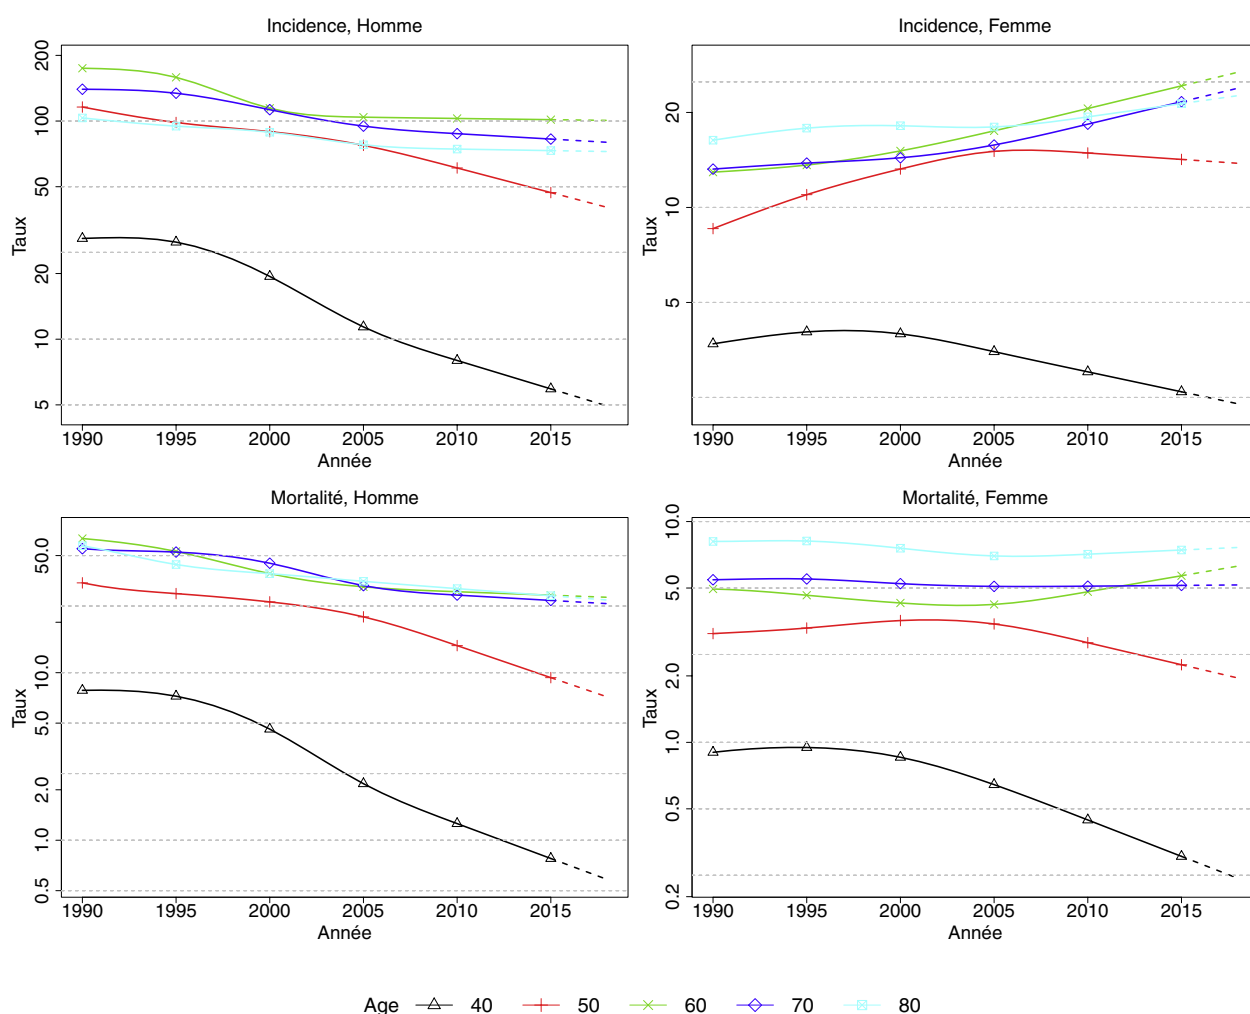 Incidence, Homme
Taux
200
100
50
20
10
5
1990 1995 2000 2005 2010 2015
Année
Incidence, Femme
Taux
20
10
5
1990 1995 2000 2005 2010 2015
Année
Mortalité, Homme
Taux
50.0
10.0
5.0
2.0
1.0
0.5
1990 1995 2000 2005 2010 2015
Année
Mortalité, Femme
Taux
10.0
5.0
2.0
1.0
0.5
0.2
1990 1995 2000 2005 2010 2015
Année
Age 40 50 60 70 80